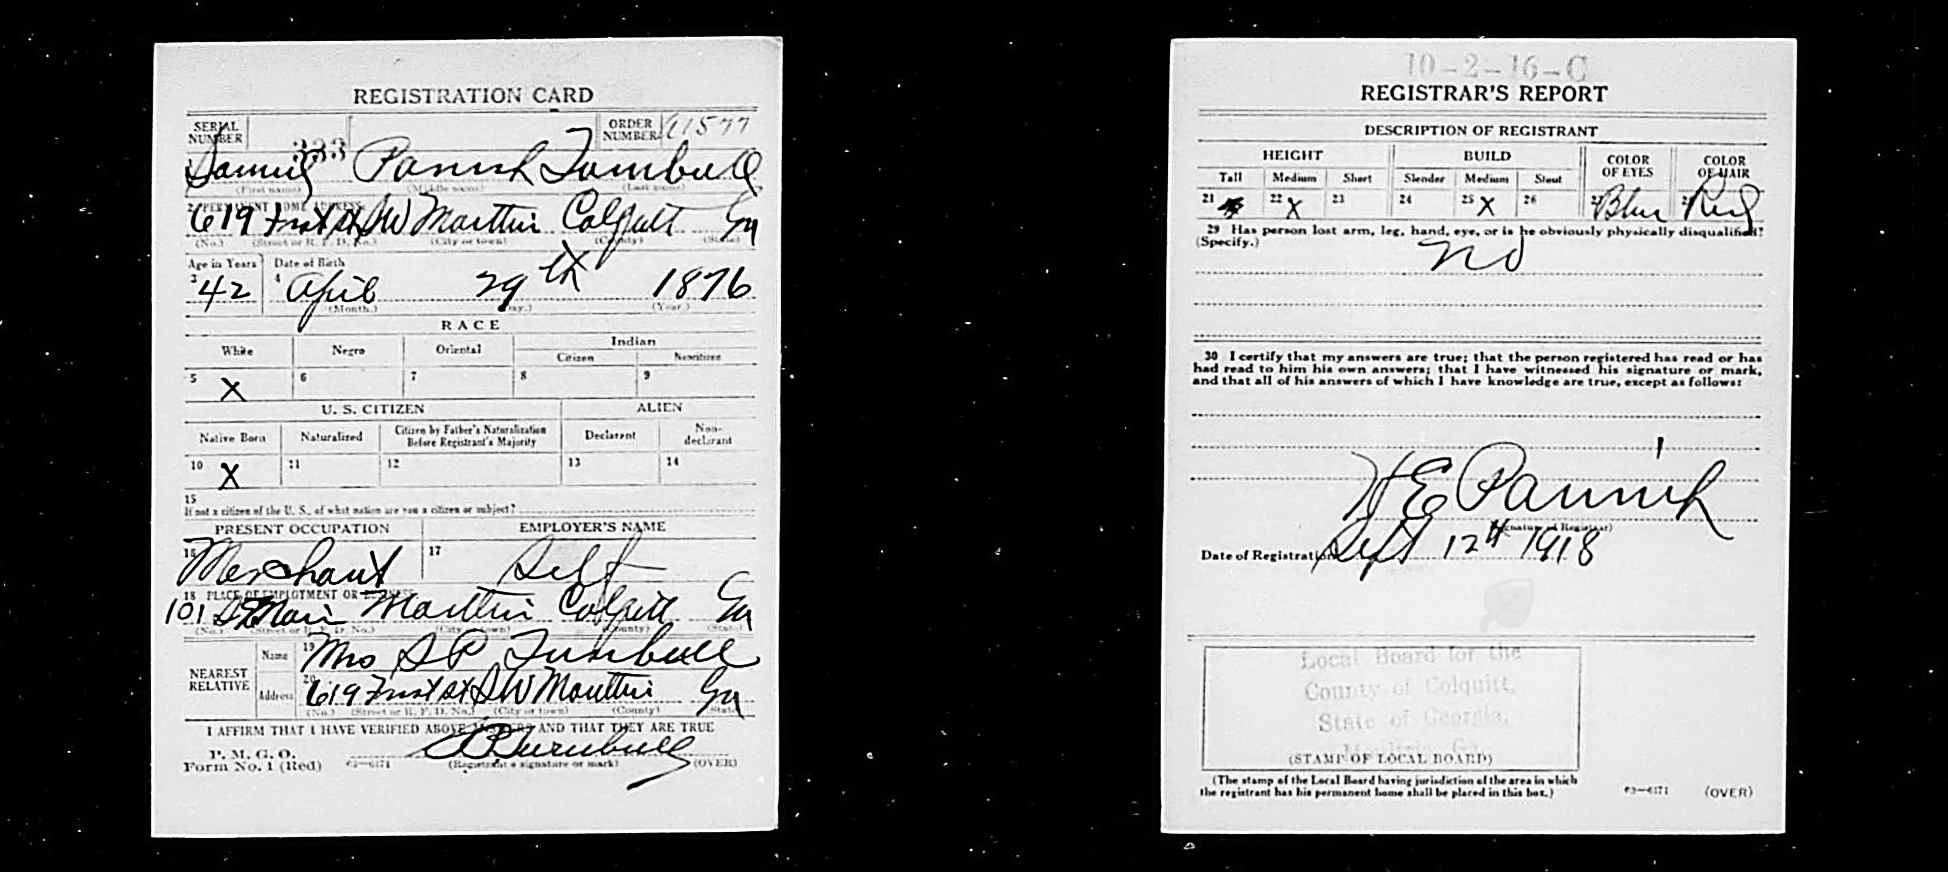 REGISTRATION CARD
SERIAL NUMBER 333 ORDER NUMBER A1577
Samuel Parrish Turnbull
(First name) (Middle name) (Last name)
2 PERMANENT HOME ADDRESS:
619 First St SW Moultrie Colquitt Ga
(No.) (Street or R. F. D. No.) (City or town) (County) (State)
Age in Years Date of Birth
3 42 4 April 29th 1876
(Month.) (Day.) (Year.)
RACE
White Negro Oriental Indian
Citizen Noncitizen
5 X 6 7 8 9
U. S. CITIZEN ALIEN
Native Born Naturalized Citizen by Father's Naturalization Before Registrant's Majority Declarant Non-declarant
10 X 11 12 13 14
15
If not a citizen of the U. S., of what nation are you a citizen or subject?
PRESENT OCCUPATION EMPLOYER'S NAME
16 Merchant 17 Self
18 PLACE OF EMPLOYMENT OR BUSINESS:
101 S Main Moultrie Colquitt Ga
(No.) (Street or R. F. D. No.) (City or town) (County) (State)
NEAREST RELATIVE
Name 19 Mrs S P Turnbull
Address 20 619 First St SW Moultrie Ga
(No.) (Street or R. F. D. No.) (City or town) (County) (State)
I AFFIRM THAT I HAVE VERIFIED ABOVE ANSWERS AND THAT THEY ARE TRUE
P. M. G. O.
Form No. 1 (Red) 03—6171 S P Turnbull
(Registrant's signature or mark) (OVER)
10-2-16-C
REGISTRAR'S REPORT
DESCRIPTION OF REGISTRANT
HEIGHT BUILD COLOR OF EYES COLOR OF HAIR
Tall Medium Short Slender Medium Stout
21 22 X 23 24 25 X 26 27 Blue 28 Red
29 Has person lost arm, leg, hand, eye, or is he obviously physically disqualified?
(Specify.) no
30 I certify that my answers are true; that the person registered has read or has
had read to him his own answers; that I have witnessed his signature or mark,
and that all of his answers of which I have knowledge are true, except as follows:
H E Parrish
(Signature of Registrar)
Date of Registration Sept 12th 1918
Local Board for the
County of Colquitt,
State of Georgia,
Moultrie, Ga.
(STAMP OF LOCAL BOARD)
(The stamp of the Local Board having jurisdiction of the area in which
the registrant has his permanent home shall be placed in this box.)
03—6171 (OVER)